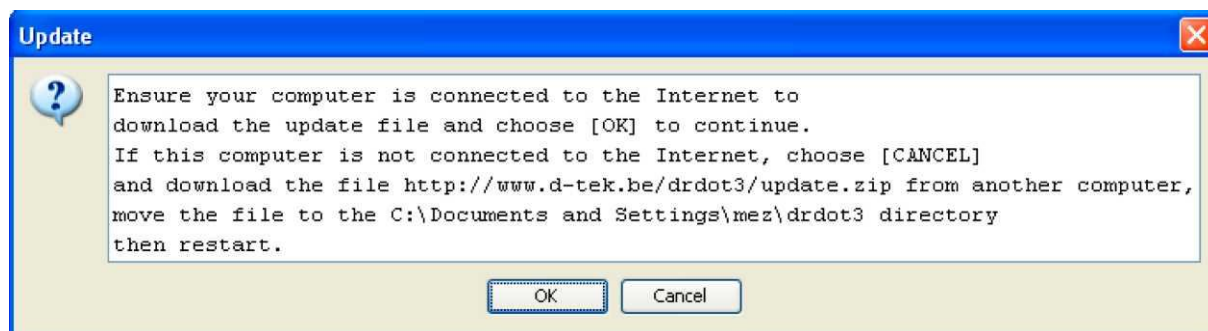 Update
Ensure your computer is connected to the Internet to
download the update file and choose [OK] to continue.
If this computer is not connected to the Internet, choose [CANCEL]
and download the file http://www.d-tek.be/drdot3/update.zip from another computer,
move the file to the C:\Documents and Settings\mez\drdot3 directory
then restart.
OK Cancel